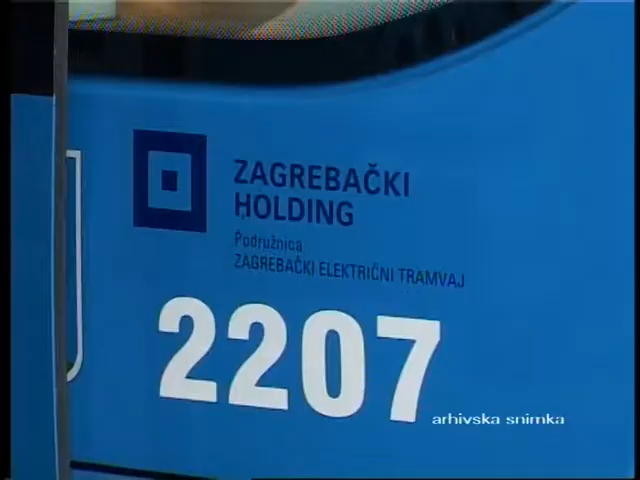 ZAGREBAČKI
HOLDING
Podružnica
ZAGREBAČKI ELEKTRIČNI TRAMVAJ
2207
arhivska snimka